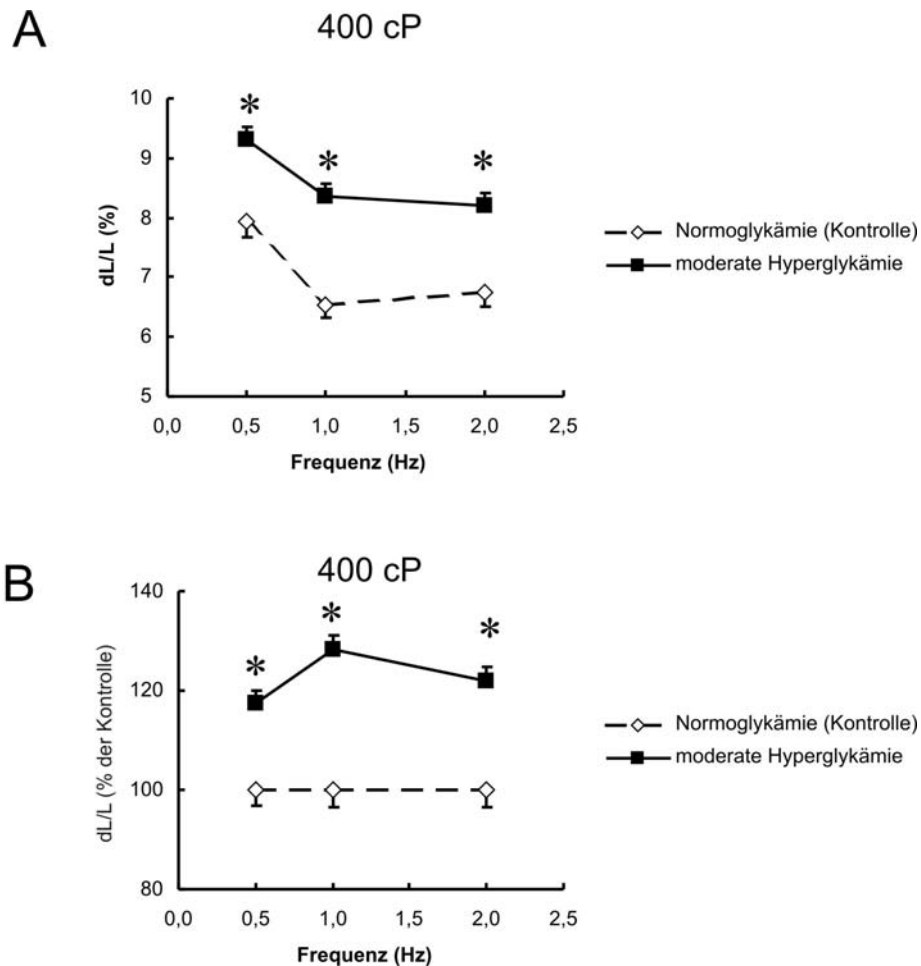 A
400 cP
10
9
8
7
6
5
dL/L (%)
*
*
*
0,0 0,5 1,0 1,5 2,0 2,5
Frequenz (Hz)
Normoglykämie (Kontrolle)
moderate Hyperglykämie
B
400 cP
140
120
100
80
dL/L (% der Kontrolle)
*
*
*
0,0 0,5 1,0 1,5 2,0 2,5
Frequenz (Hz)
Normoglykämie (Kontrolle)
moderate Hyperglykämie